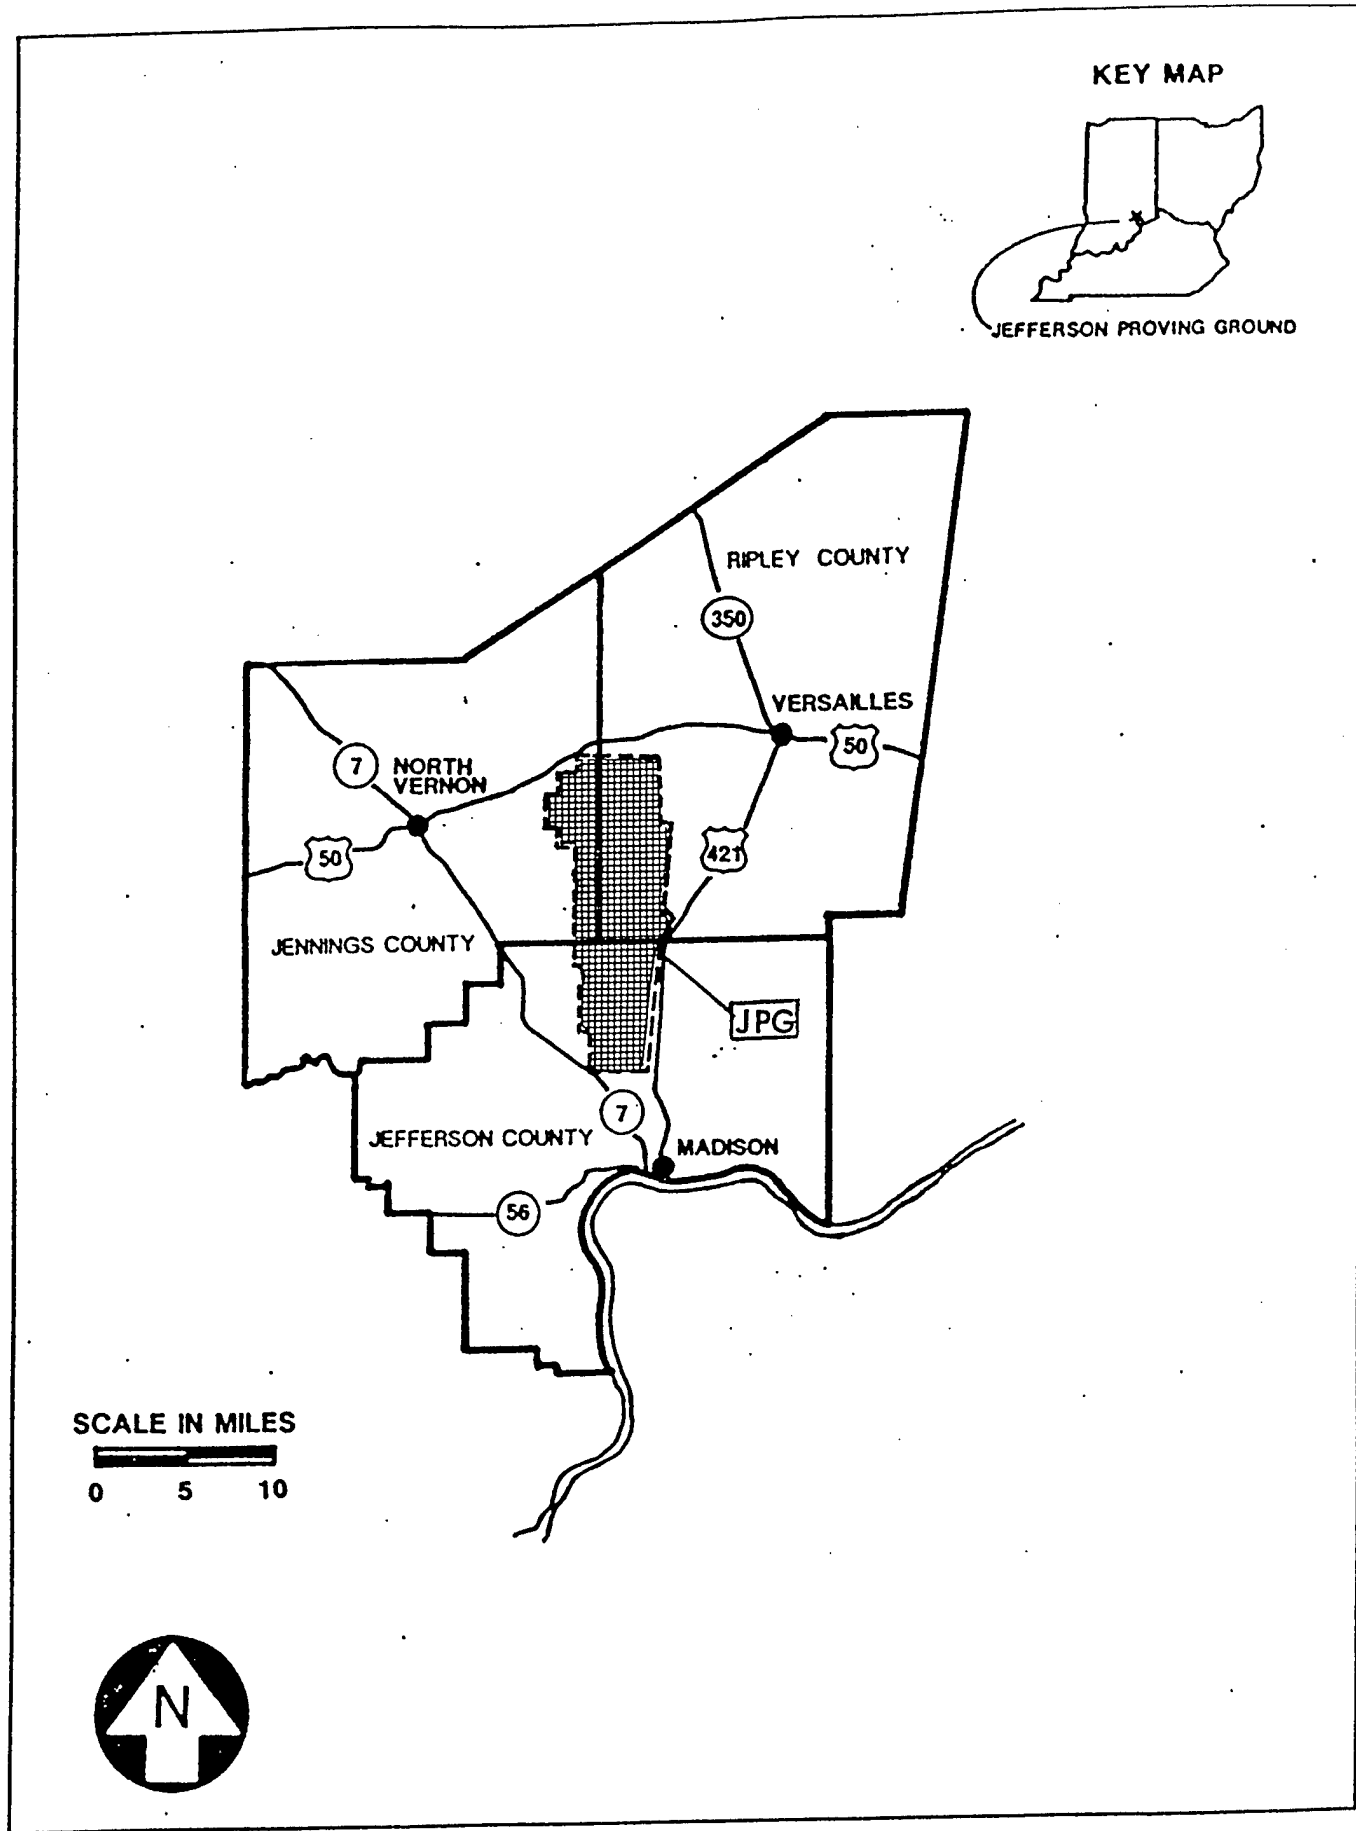 KEY MAP
JEFFERSON PROVING GROUND
RIPLEY COUNTY
350
VERSAILLES
50
7
NORTH
VERNON
50
421
JENNINGS COUNTY
JPG
7
JEFFERSON COUNTY
MADISON
56
SCALE IN MILES
0 5 10
N